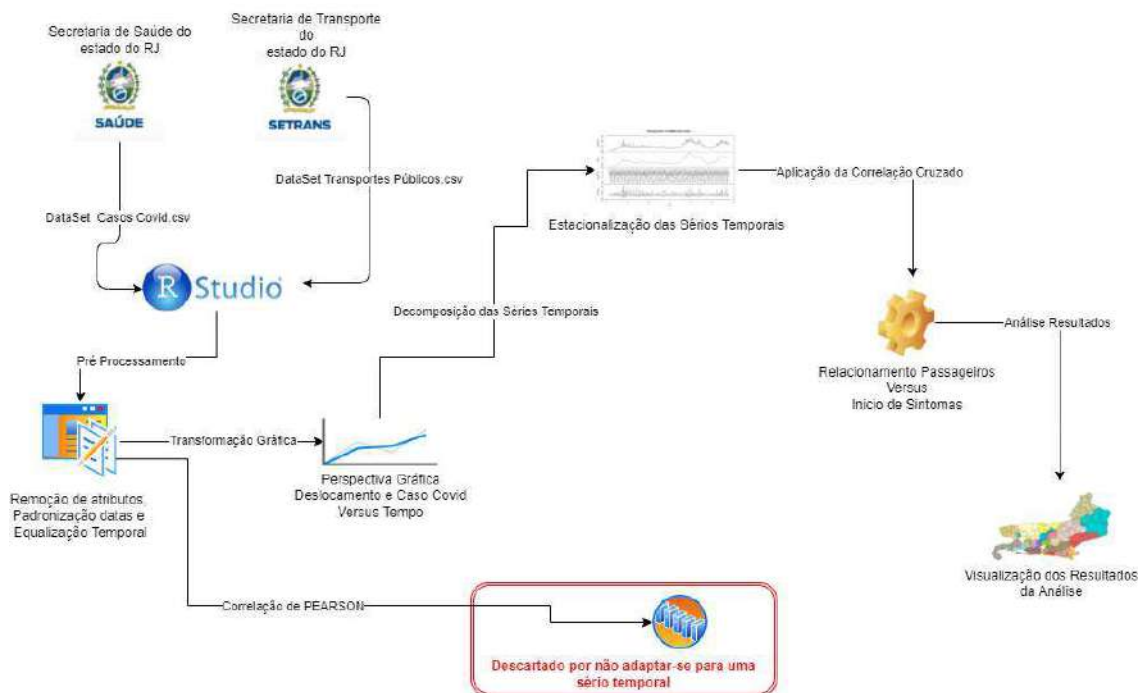 Secretaria de Saúde do
estado do RJ
SAÚDE
Secretaria de Transporte
do
estado do RJ
SETRANS
DataSet Casos Covid.csv
DataSet Transportes Públicos.csv
R Studio
Pré Processamento
Remoção de atributos,
Padronização datas e
Equalização Temporal
Transformação Gráfica
Perspectiva Gráfica
Deslocamento e Caso Covid
Versus Tempo
Decomposição das Séries Temporais
Estacionalização das Sérios Temporais
Aplicação da Correlação Cruzado
Relacionamento Passageiros
Versus
Inicio de Sintomas
Análise Resultados
Visualização dos Resultados
da Análise
Correlação de PEARSON
Descartado por não adaptar-se para uma
sério temporal